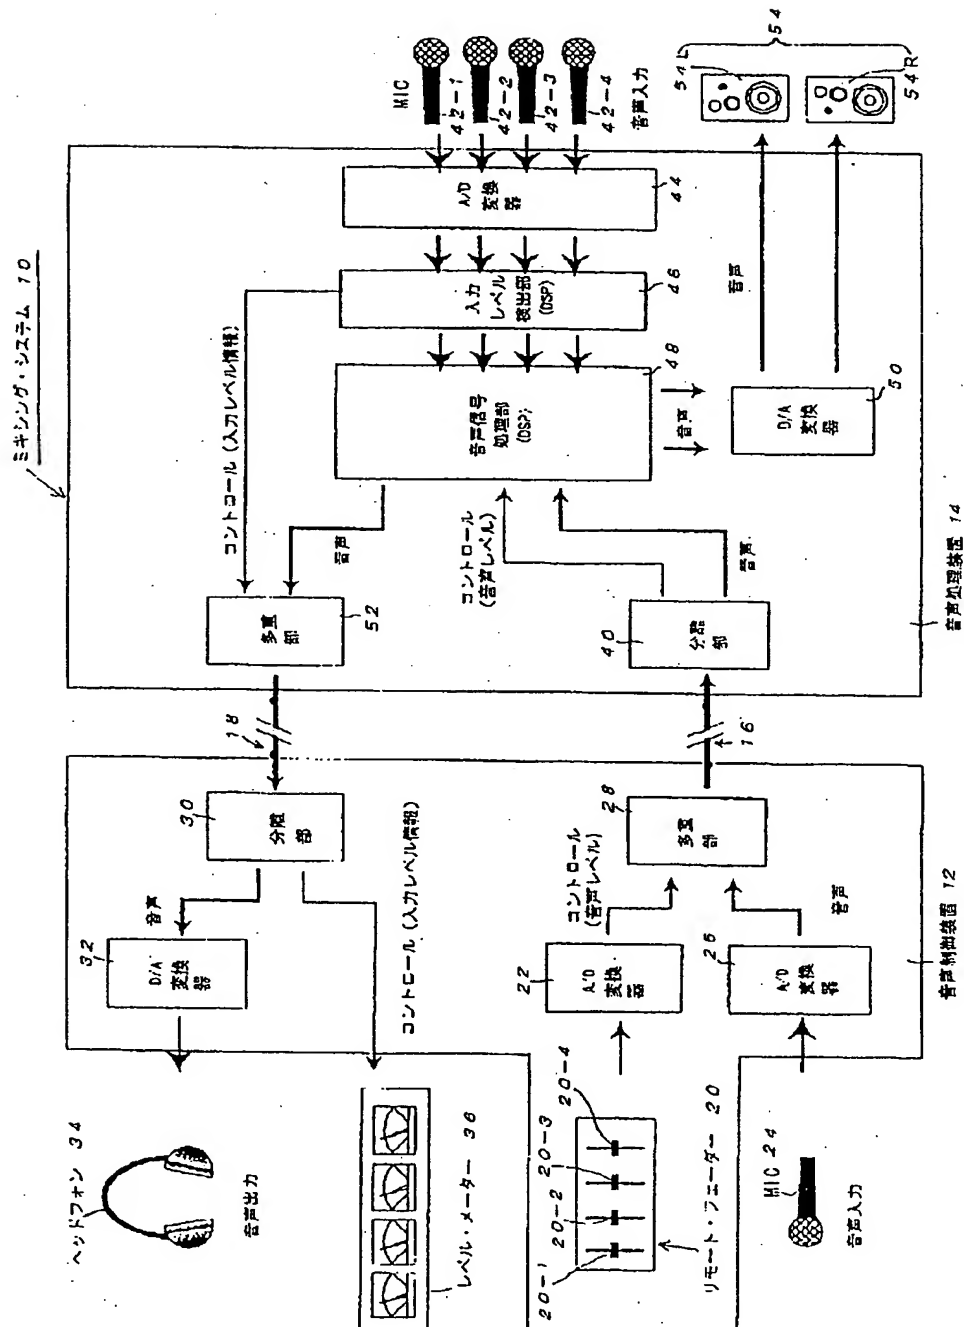 ミキシング・システム 10
MIC
42-1
42-2
42-3
42-4
音声入力
54L
54
54R
A/D
変換
器
44
入力
レベル
検出部
(DSP)
46
音声信号
処理部
(DSP)
48
音声
D/A
変換
器
50
音声
コントロール (入力レベル情報)
音声
多重
部
52
コントロール
(音声レベル)
音声
分離
部
40
音声処理装置 14
18
16
30
分離
部
音声
32
D/A
変換
器
コントロール (入力レベル情報)
28
多重
部
コントロール
(音声レベル)
音声
22
A/D
変換
器
26
A/D
変換
器
音声制御装置 12
ヘッドフォン 34
音声出力
レベル・メーター 36
20-1
20-2
20-3
20-4
リモート・フェーダー 20
MIC 24
音声入力